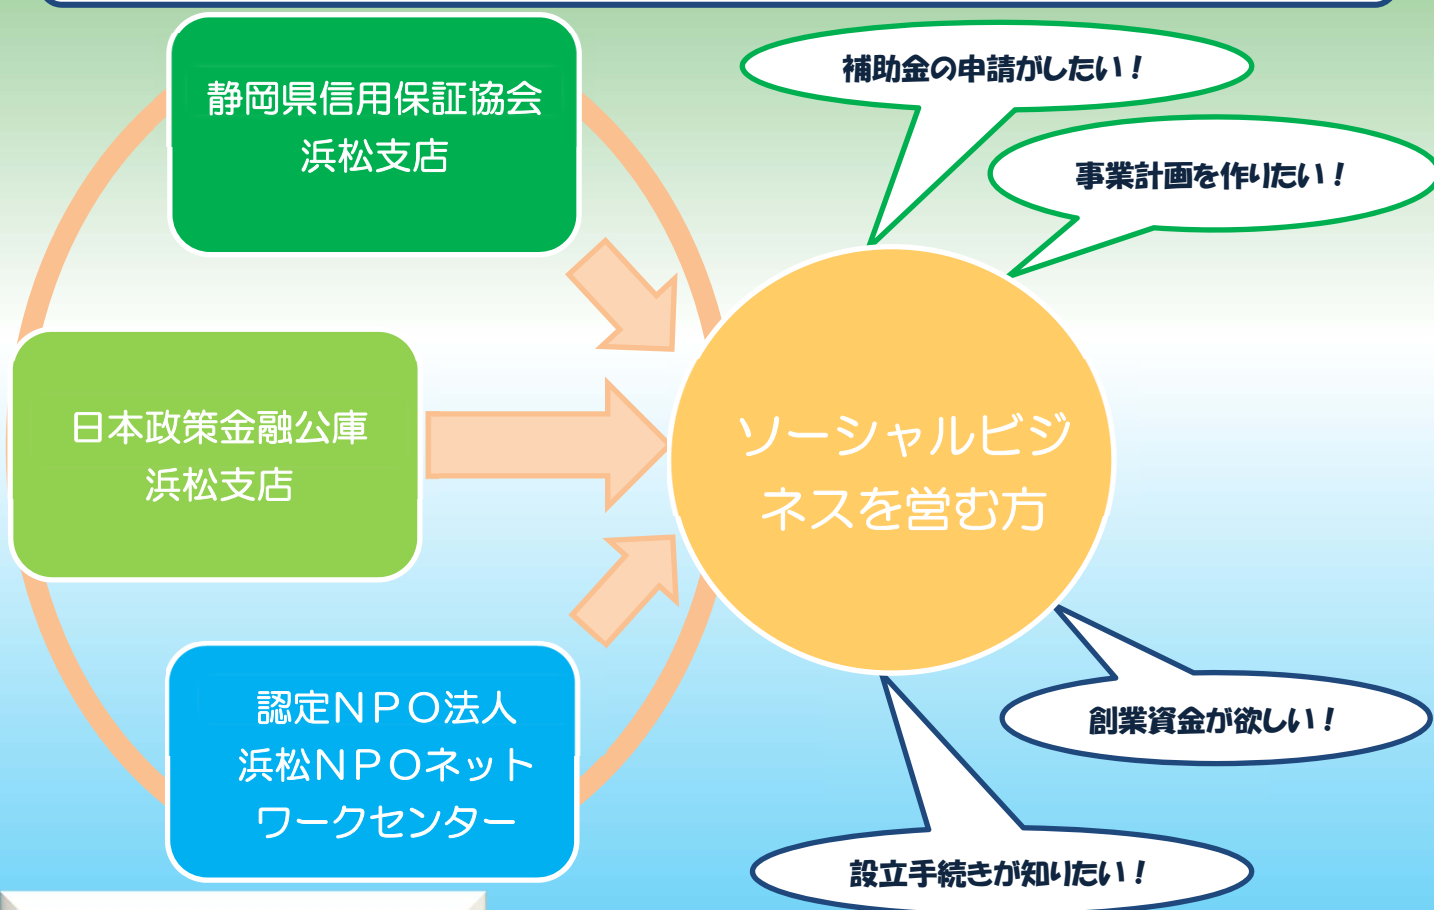 静岡県信用保証協会
浜松支店
日本政策金融公庫
浜松支店
認定ＮＰＯ法人
浜松ＮＰＯネット
ワークセンター
補助金の申請がしたい！
事業計画を作りたい！
ソーシャルビジ
ネスを営む方
創業資金が欲しい！
設立手続きが知りたい！